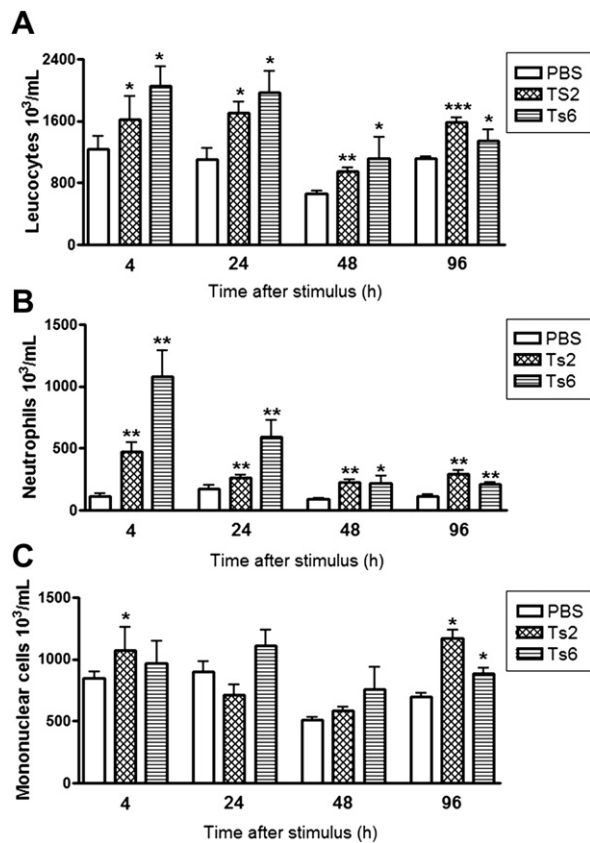 A
Leucocytes 10³/mL
2400
1600
800
0
* * * * ** * *** *
4 24 48 96
Time after stimulus (h)
PBS
TS2
Ts6
B
Neutrophils 10³/mL
1500
1000
500
0
** ** ** ** ** * ** **
4 24 48 96
Time after stimulus (h)
PBS
Ts2
Ts6
C
Mononuclear cells 10³/mL
1500
1000
500
0
* * *
4 24 48 96
Time after stimulus (h)
PBS
Ts2
Ts6